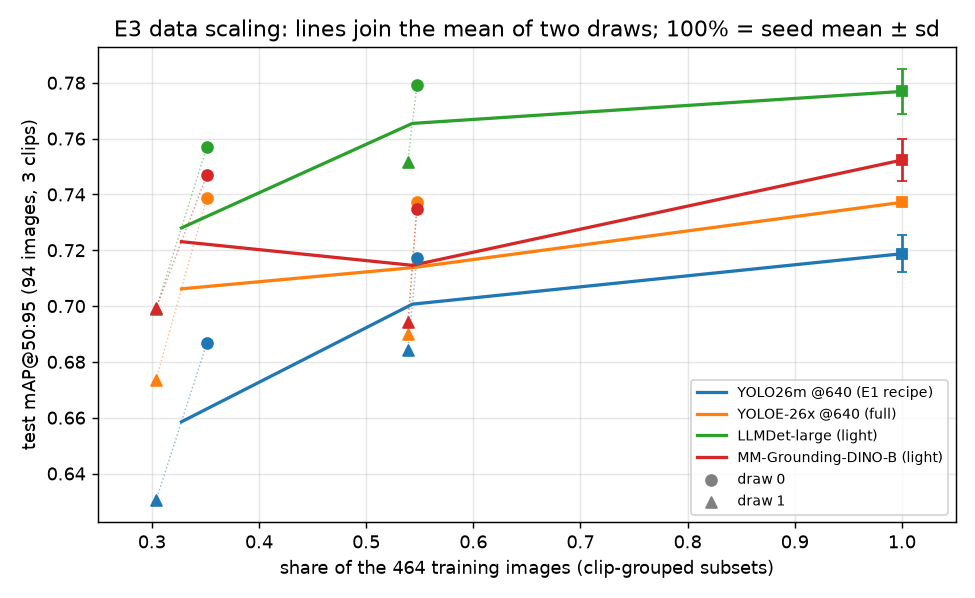 E3 data scaling: lines join the mean of two draws; 100% = seed mean ± sd
test mAP@50:95 (94 images, 3 clips)
0.78
0.76
0.74
0.72
0.70
0.68
0.66
0.64
YOLO26m @640 (E1 recipe)
YOLOE-26x @640 (full)
LLMDet-large (light)
MM-Grounding-DINO-B (light)
draw 0
draw 1
0.3 0.4 0.5 0.6 0.7 0.8 0.9 1.0
share of the 464 training images (clip-grouped subsets)